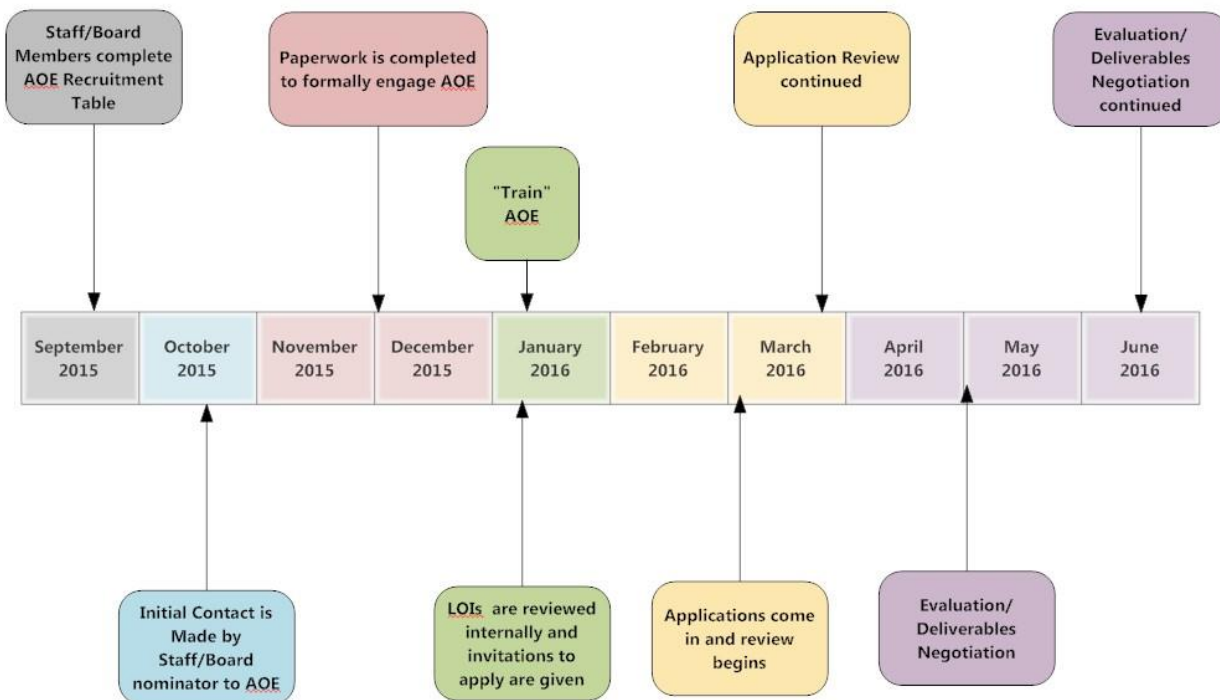 Staff/Board
Members complete
AOE Recruitment
Table
Paperwork is completed
to formally engage AOE
"Train"
AOE
Application Review
continued
Evaluation/
Deliverables
Negotiation
continued
September
2015
October
2015
November
2015
December
2015
January
2016
February
2016
March
2016
April
2016
May
2016
June
2016
Initial Contact is
Made by
Staff/Board
nominator to AOE
LOIs are reviewed
internally and
invitations to
apply are given
Applications come
in and review
begins
Evaluation/
Deliverables
Negotiation